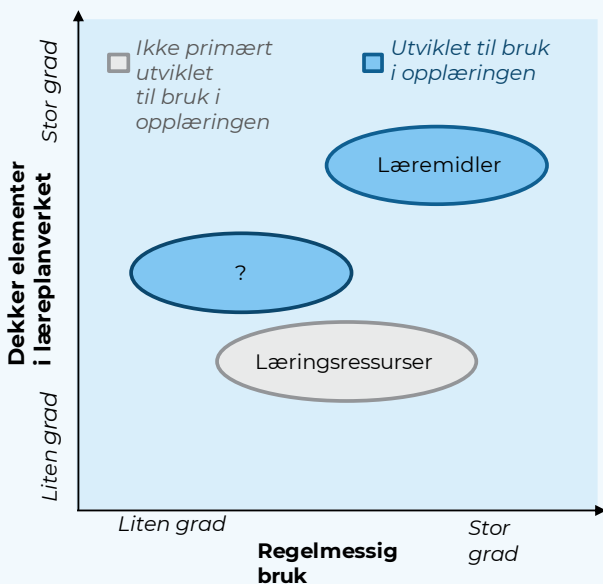 Ikke primært
utviklet
til bruk i
opplæringen
Utviklet til bruk
i opplæringen
Stor grad
Læremidler
Dekker elementer
i læreplanverket
?
Læringsressurser
Liten grad
Liten grad
Stor
grad
Regelmessig
bruk